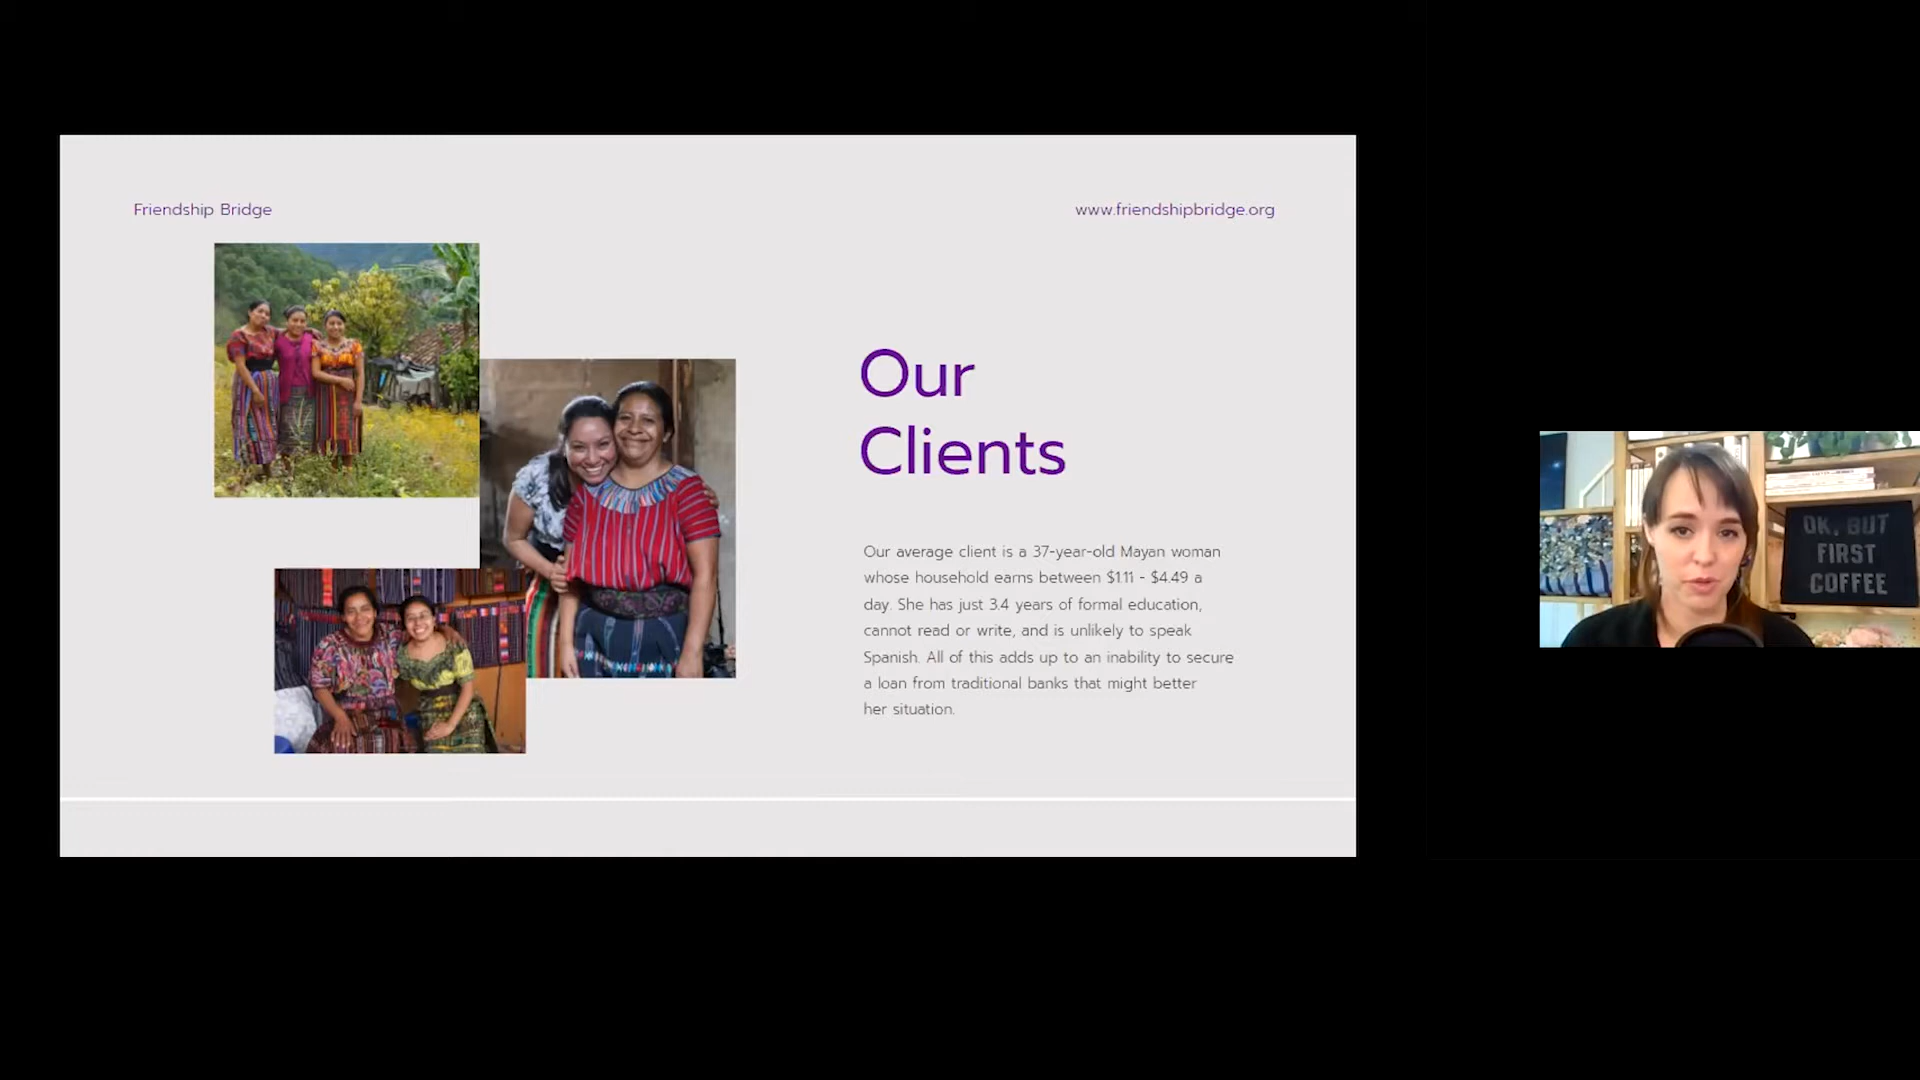 Friendship Bridge
www.friendshipbridge.org
Our
Clients
Our average client is a 37-year-old Mayan woman
whose household earns between $1.11 - $4.49 a
day. She has just 3.4 years of formal education,
cannot read or write, and is unlikely to speak
Spanish. All of this adds up to an inability to secure
a loan from traditional banks that might better
her situation.
OK, BUT
FIRST
COFFEE